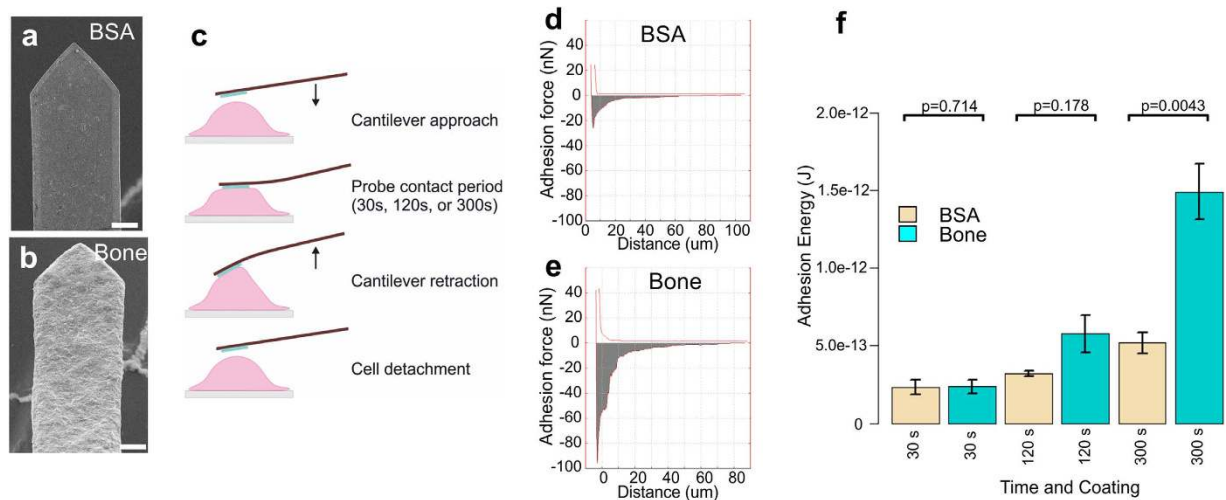 a
BSA
b
Bone
c
Cantilever approach
Probe contact period
(30s, 120s, or 300s)
Cantilever retraction
Cell detachment
d
BSA
Adhesion force (nN)
40
20
0
-20
-40
-60
-80
-100
0 20 40 60 80 100
Distance (um)
e
Bone
Adhesion force (nN)
40
20
0
-20
-40
-60
-80
-100
0 20 40 60 80
Distance (um)
f
p=0.714
p=0.178
p=0.0043
Adhesion Energy (J)
2.0e-12
1.5e-12
1.0e-12
5.0e-13
0
BSA
Bone
30 s
30 s
120 s
120 s
300 s
300 s
Time and Coating